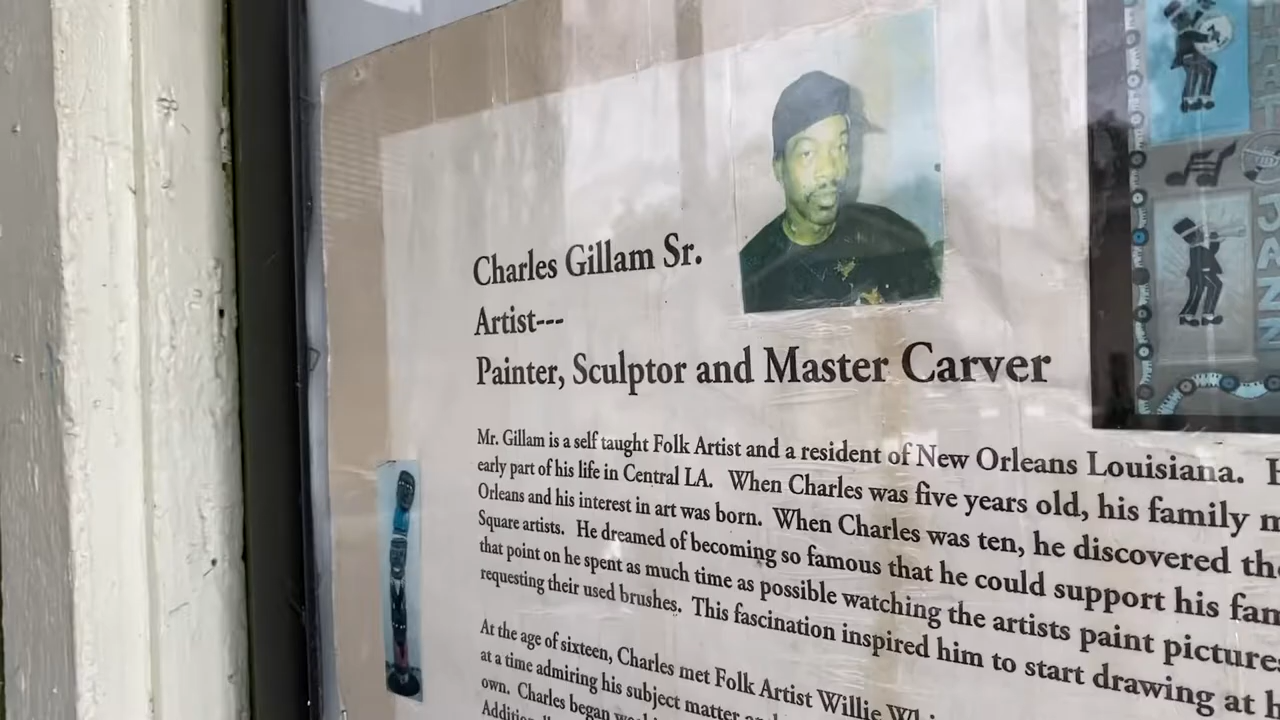 Charles Gillam Sr.
Artist---
Painter, Sculptor and Master Carver
Mr. Gillam is a self taught Folk Artist and a resident of New Orleans Louisiana.
early part of his life in Central LA. When Charles was five years old, his family
Orleans and his interest in art was born. When Charles was ten, he discovered
Square artists. He dreamed of becoming so famous that he could support his
that point on he spent as much time as possible watching the artists paint
requesting their used brushes. This fascination inspired him to start drawing at
At the age of sixteen, Charles met Folk Artist Willie
at a time admiring his subject matter
own. Charles began
JAZZ